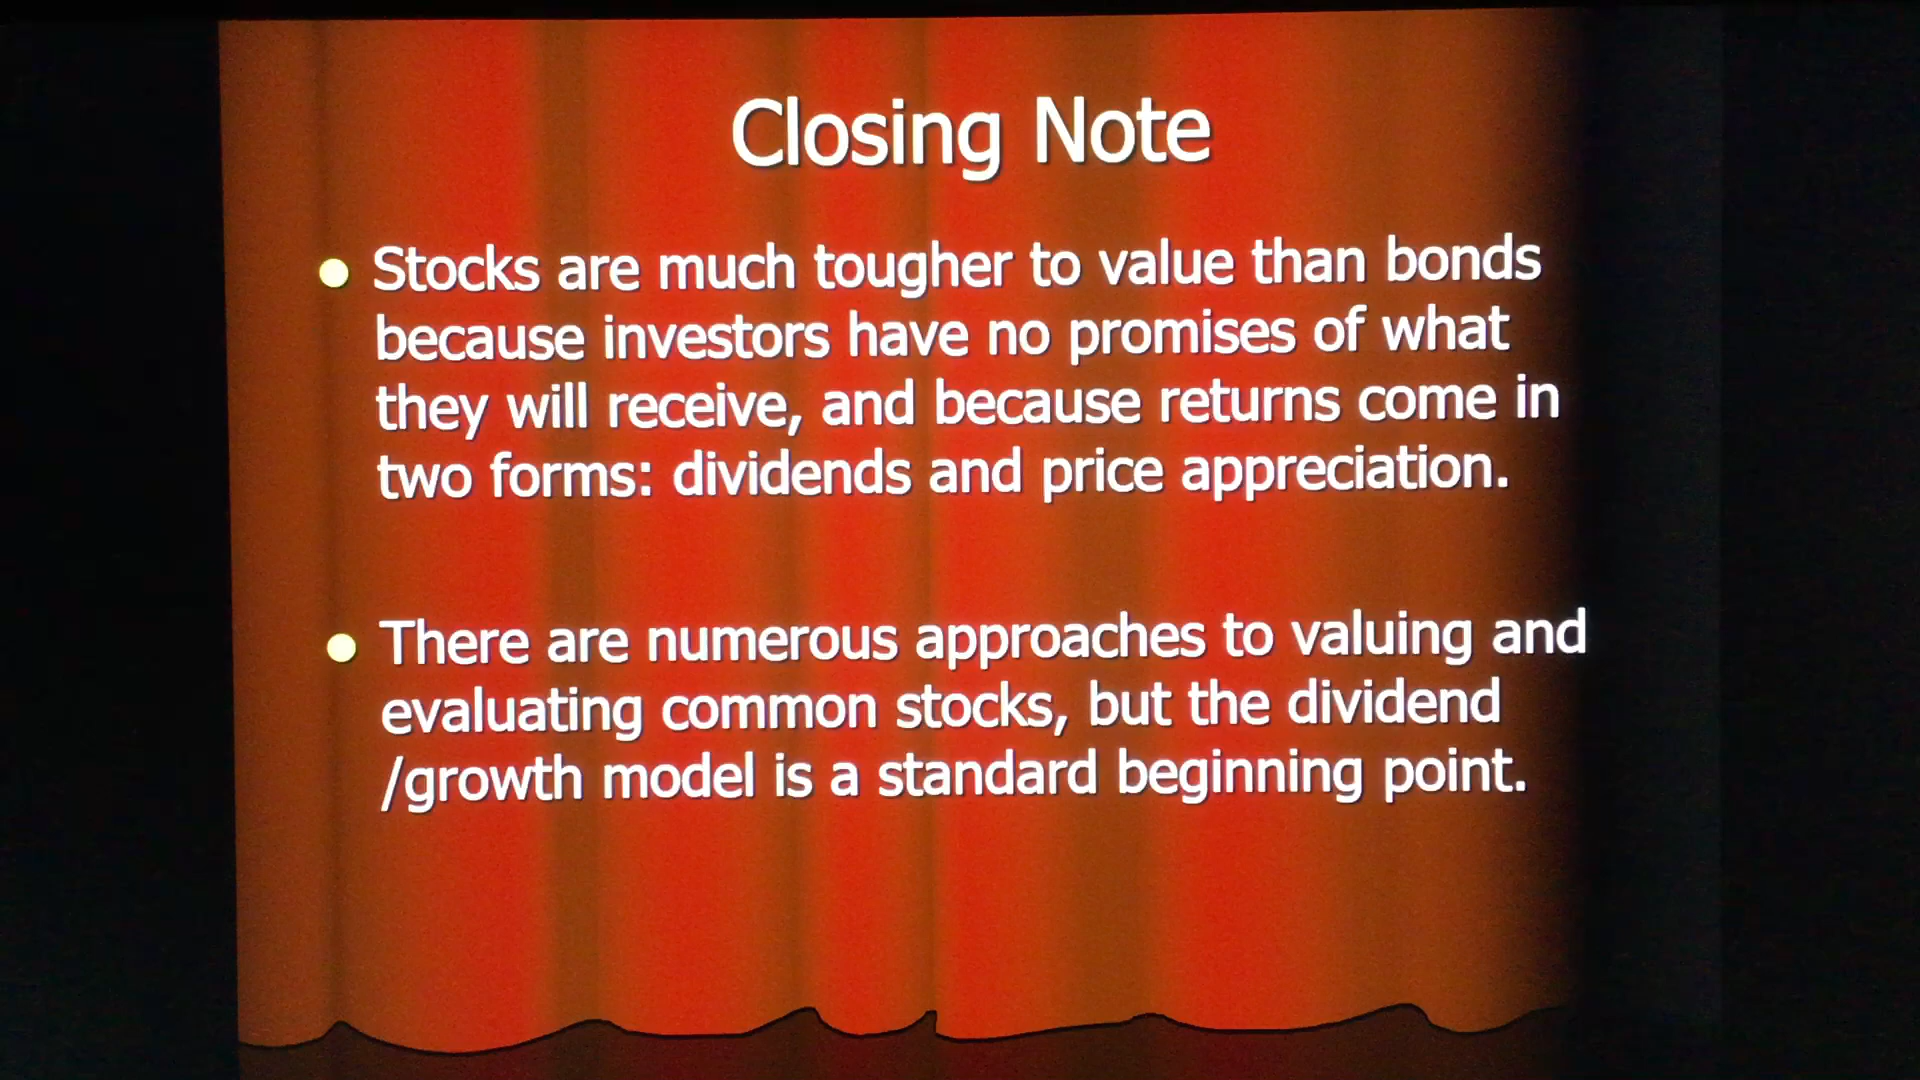 Closing Note
Stocks are much tougher to value than bonds
because investors have no promises of what
they will receive, and because returns come in
two forms: dividends and price appreciation.
There are numerous approaches to valuing and
evaluating common stocks, but the dividend
/growth model is a standard beginning point.